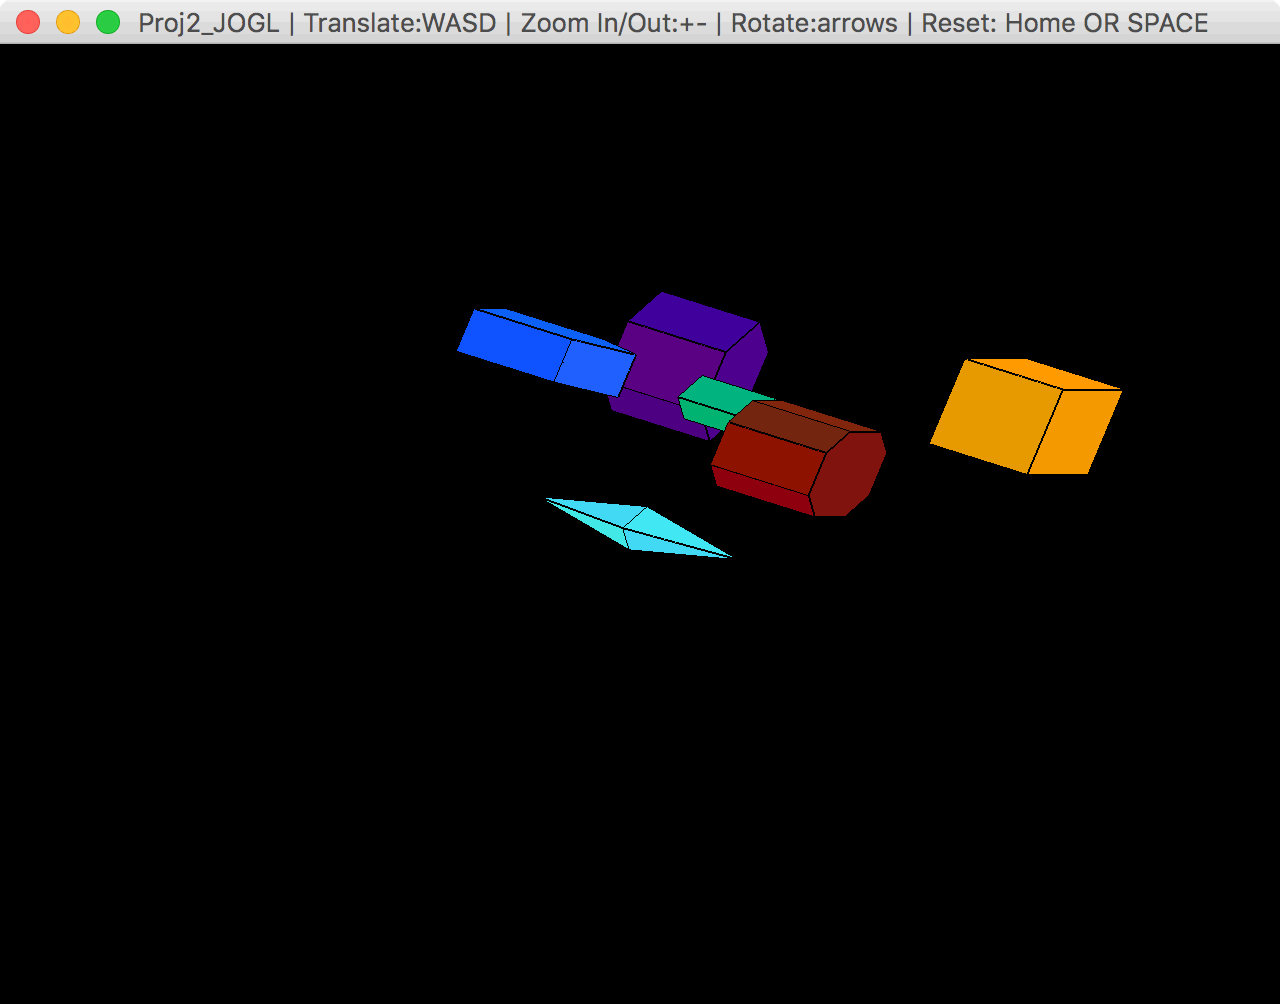 Proj2_JOGL | Translate:WASD | Zoom In/Out:+- | Rotate:arrows | Reset: Home OR SPACE